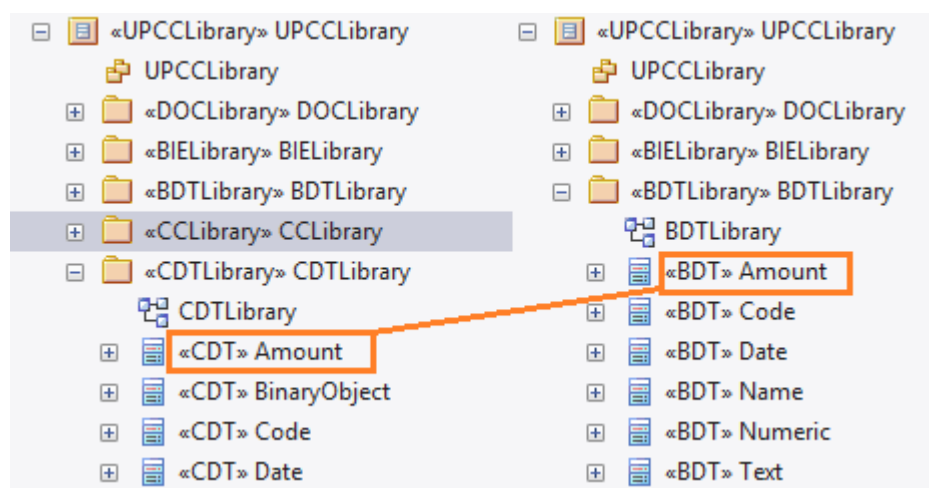 «UPCCLibrary» UPCCLibrary
UPCCLibrary
«DOCLibrary» DOCLibrary
«BIELibrary» BIELibrary
«BDTLibrary» BDTLibrary
«CCLibrary» CCLibrary
«CDTLibrary» CDTLibrary
CDTLibrary
«CDT» Amount
«CDT» BinaryObject
«CDT» Code
«CDT» Date
«UPCCLibrary» UPCCLibrary
UPCCLibrary
«DOCLibrary» DOCLibrary
«BIELibrary» BIELibrary
«BDTLibrary» BDTLibrary
BDTLibrary
«BDT» Amount
«BDT» Code
«BDT» Date
«BDT» Name
«BDT» Numeric
«BDT» Text